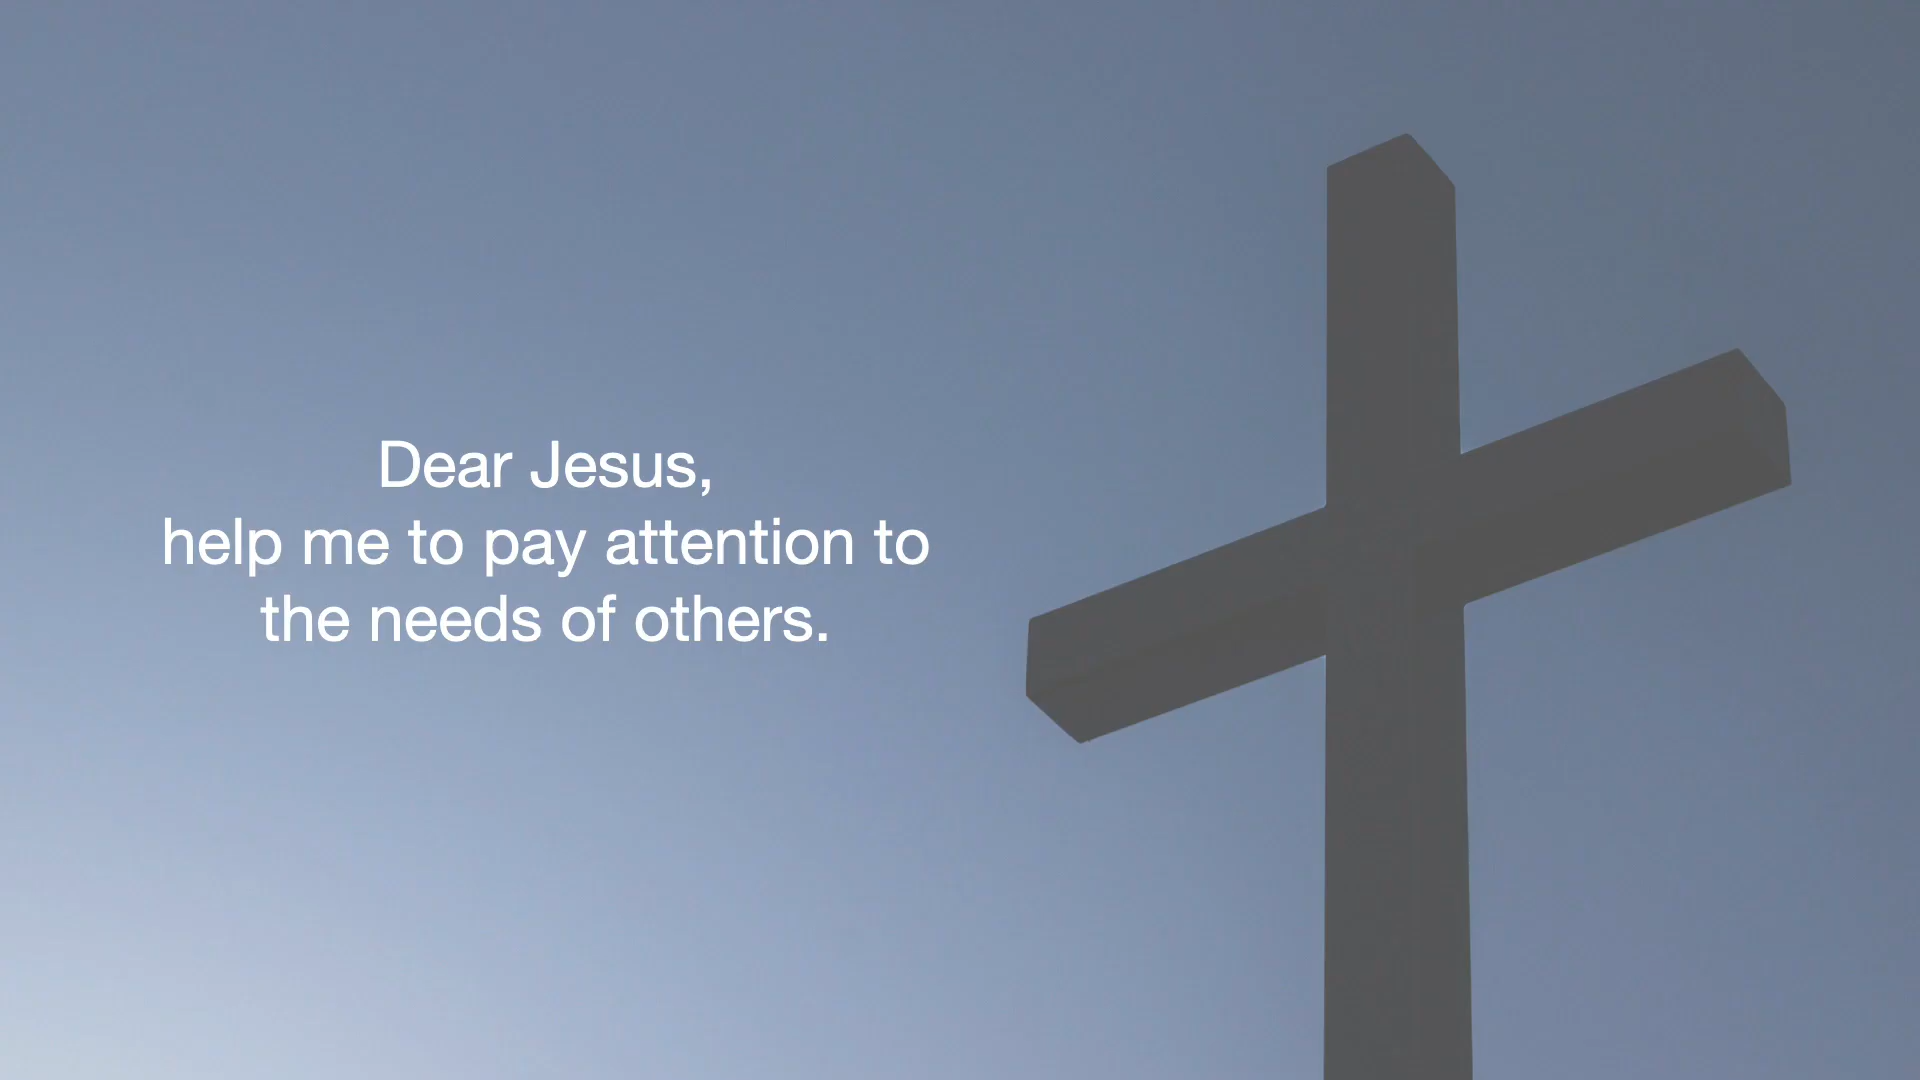 Dear Jesus,
help me to pay attention to
the needs of others.